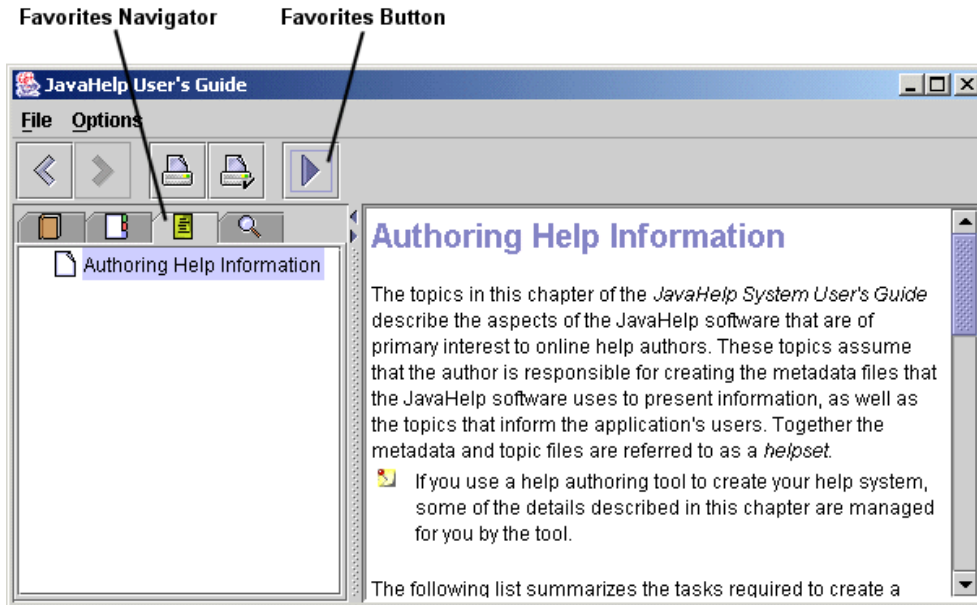 Favorites Navigator
Favorites Button
JavaHelp User's Guide
File Options
Authoring Help Information
Authoring Help Information
The topics in this chapter of the JavaHelp System User's Guide
describe the aspects of the JavaHelp software that are of
primary interest to online help authors. These topics assume
that the author is responsible for creating the metadata files that
the JavaHelp software uses to present information, as well as
the topics that inform the application's users. Together the
metadata and topic files are referred to as a helpset.
If you use a help authoring tool to create your help system,
some of the details described in this chapter are managed
for you by the tool.
The following list summarizes the tasks required to create a